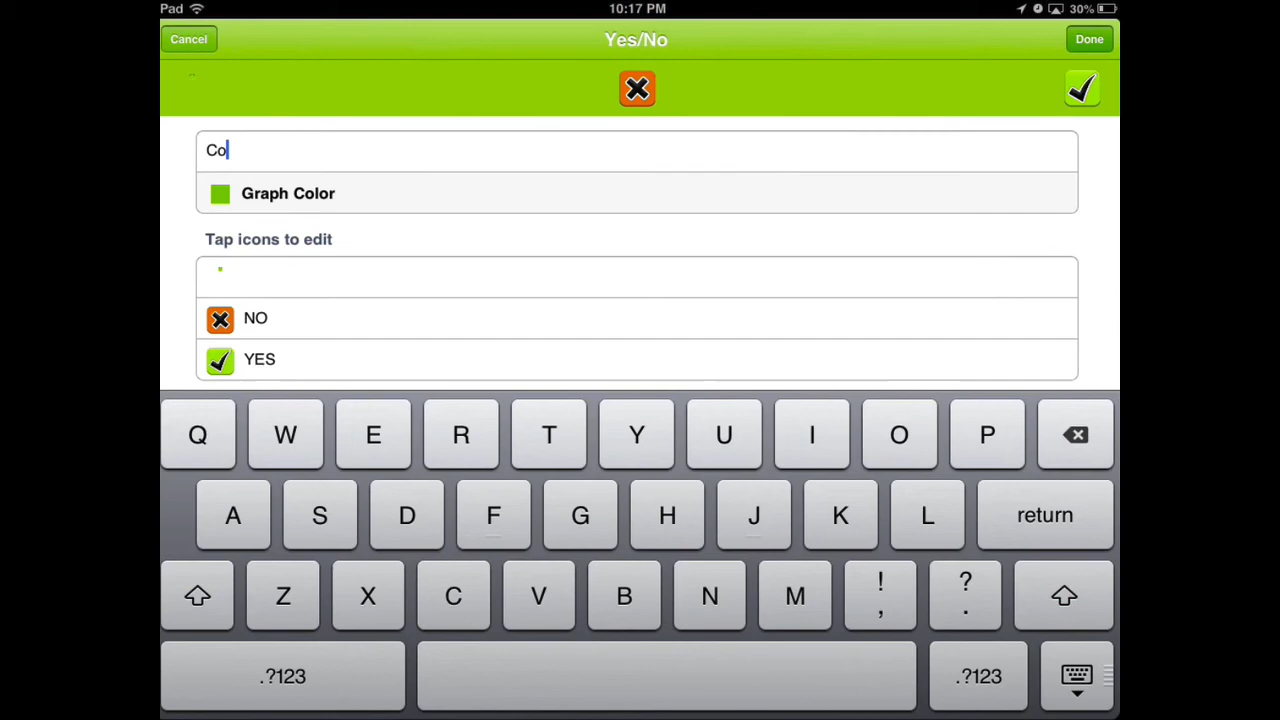 Pad 10:17 PM 30%
Cancel Yes/No Done
Co
Graph Color
Tap icons to edit
NO
YES
Q W E R T Y U I O P
A S D F G H J K L return
Z X C V B N M ! , ? .
.?123 .?123